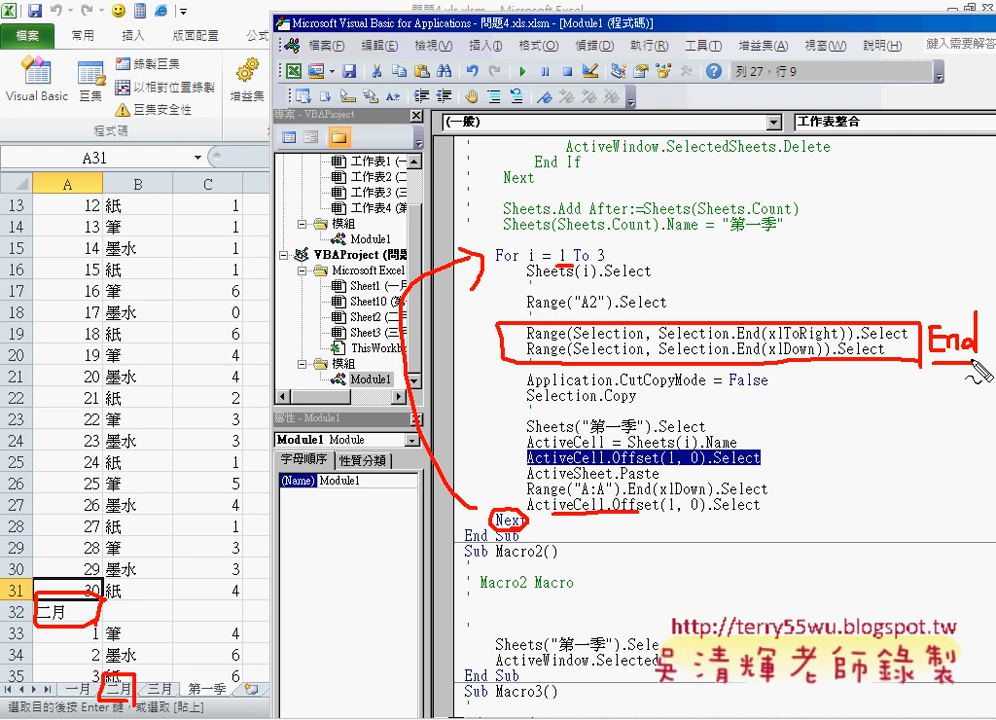 問題4.xls.xlsm - Microsoft Excel
Microsoft Visual Basic for Applications - 問題4.xls.xlsm - [Module1 (程式碼)]
檔案 常用 插入 版面配置 公式
檔案(F) 編輯(E) 檢視(V) 插入(I) 格式(O) 偵錯(D) 執行(R) 工具(T) 增益集(A) 視窗(W) 說明(H) 鍵入需要解答
Visual Basic 巨集 錄製巨集
以相對位置錄製
巨集安全性
增益集
程式碼
列 27，行 9
專案 - VBAProject
(一般) 工作表整合
A31
A B C
13 12 紙 1
14 13 筆 1
15 14 墨水 1
16 15 紙 1
17 16 筆 6
18 17 墨水 0
19 18 紙 6
20 19 筆 4
21 20 墨水 4
22 21 紙 2
23 22 筆 3
24 23 墨水 3
25 24 紙 1
26 25 筆 5
27 26 墨水 4
28 27 紙 1
29 28 筆 3
30 29 墨水 3
31 30 紙 4
32 二月
33 1 筆 4
34 2 墨水 6
35 3 紙 6
一月 二月 三月 第一季
選取目的後按 Enter 鍵，或選取 [貼上]
工作表1 (一
工作表2 (二
工作表3 (三
工作表4 (第
模組
Module1
VBAProject (問
Microsoft Excel
Sheet1 (一月
Sheet10 (第
Sheet2 (二
Sheet3 (三
ThisWorkb
模組
Module1
屬性 - Module1
Module1 Module
字母順序 性質分類
(Name) Module1
' ActiveWindow.SelectedSheets.Delete
' End If
' Next
'
' Sheets.Add After:=Sheets(Sheets.Count)
' Sheets(Sheets.Count).Name = "第一季"
For i = 1 To 3
Sheets(i).Select
'
Range("A2").Select
'
Range(Selection, Selection.End(xlToRight)).Select
Range(Selection, Selection.End(xlDown)).Select
'
Application.CutCopyMode = False
Selection.Copy
'
Sheets("第一季").Select
ActiveCell = Sheets(i).Name
ActiveCell.Offset(1, 0).Select
ActiveSheet.Paste
Range("A:A").End(xlDown).Select
ActiveCell.Offset(1, 0).Select
Next
End Sub
Sub Macro2()
'
' Macro2 Macro
'
'
Sheets("第一季").Sele
ActiveWindow.Selected
End Sub
Sub Macro3()
End
http://terry55wu.blogspot.tw
吳清輝老師錄製